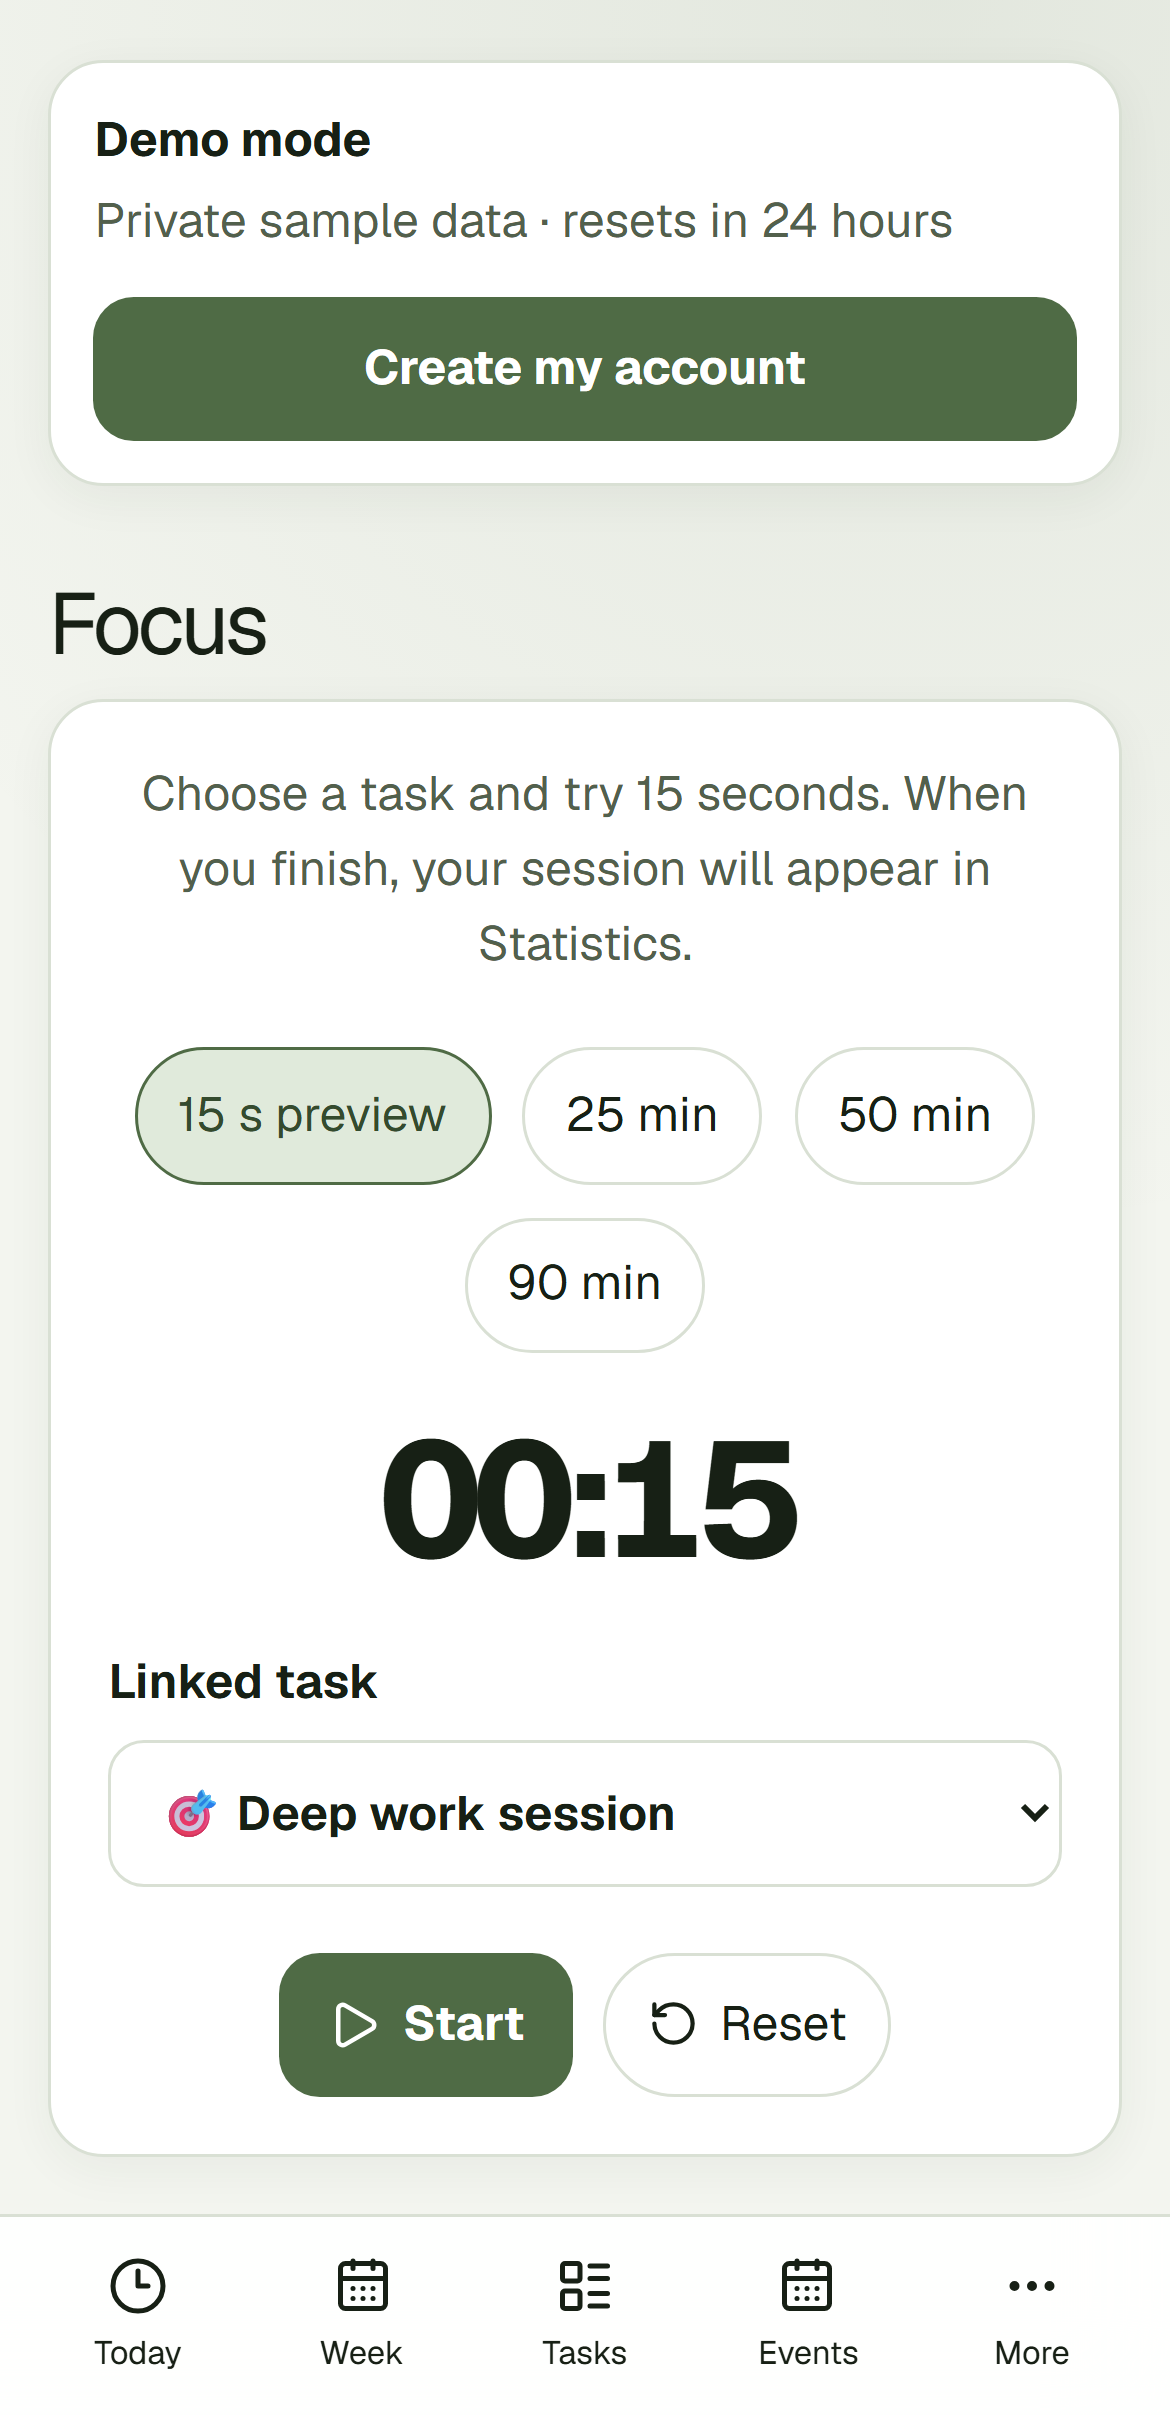 Demo mode
Private sample data · resets in 24 hours
Create my account
Focus
Choose a task and try 15 seconds. When
you finish, your session will appear in
Statistics.
15 s preview
25 min
50 min
90 min
00:15
Linked task
🎯 Deep work session
Start
Reset
Today
Week
Tasks
Events
More